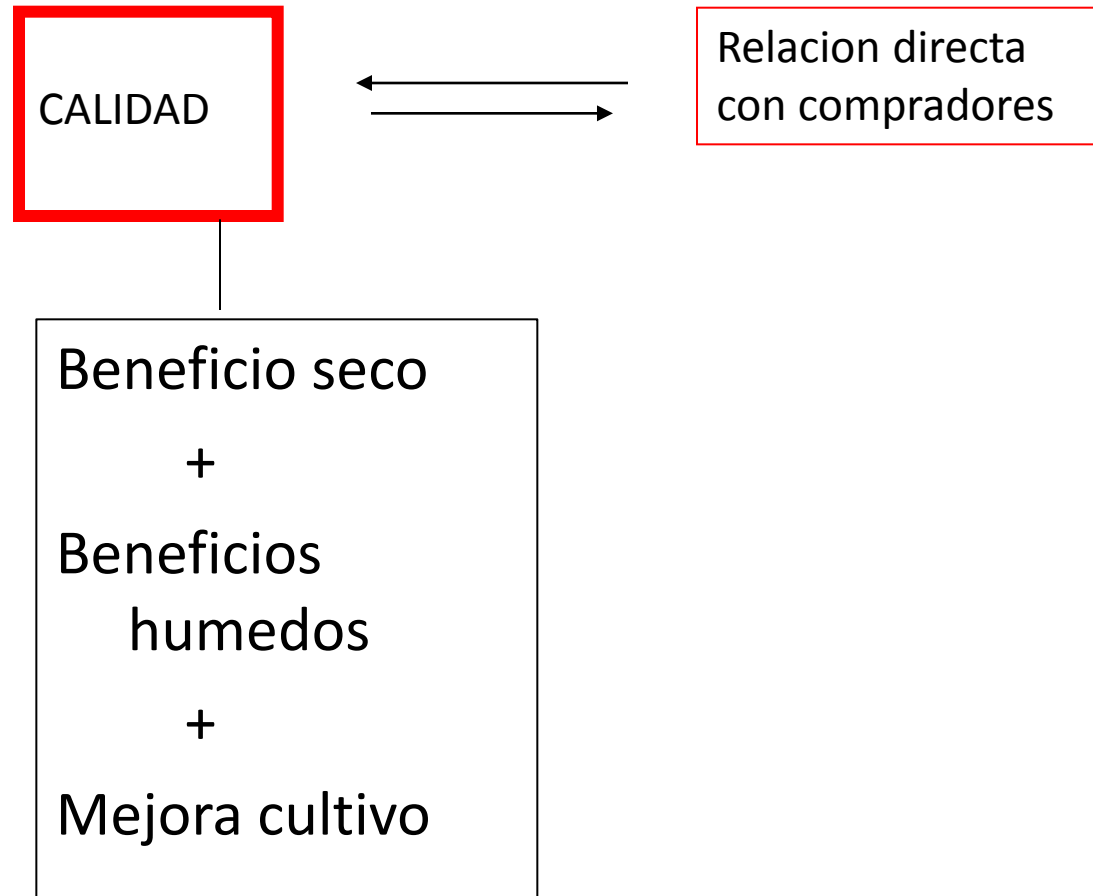 CALIDAD
Relacion directa
con compradores
Beneficio seco
+
Beneficios
humedos
+
Mejora cultivo